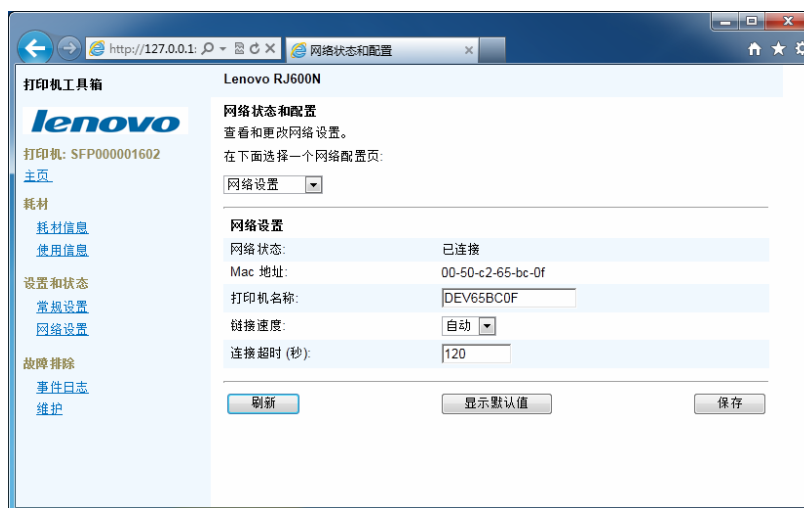 http://127.0.0.1:
网络状态和配置
打印机工具箱
lenovo
打印机: SFP000001602
主页
耗材
耗材信息
使用信息
设置和状态
常规设置
网络设置
故障排除
事件日志
维护
Lenovo RJ600N
网络状态和配置
查看和更改网络设置。
在下面选择一个网络配置页:
网络设置
网络设置
网络状态: 已连接
Mac 地址: 00-50-c2-65-bc-0f
打印机名称: DEV65BC0F
链接速度: 自动
连接超时 (秒): 120
刷新 显示默认值 保存